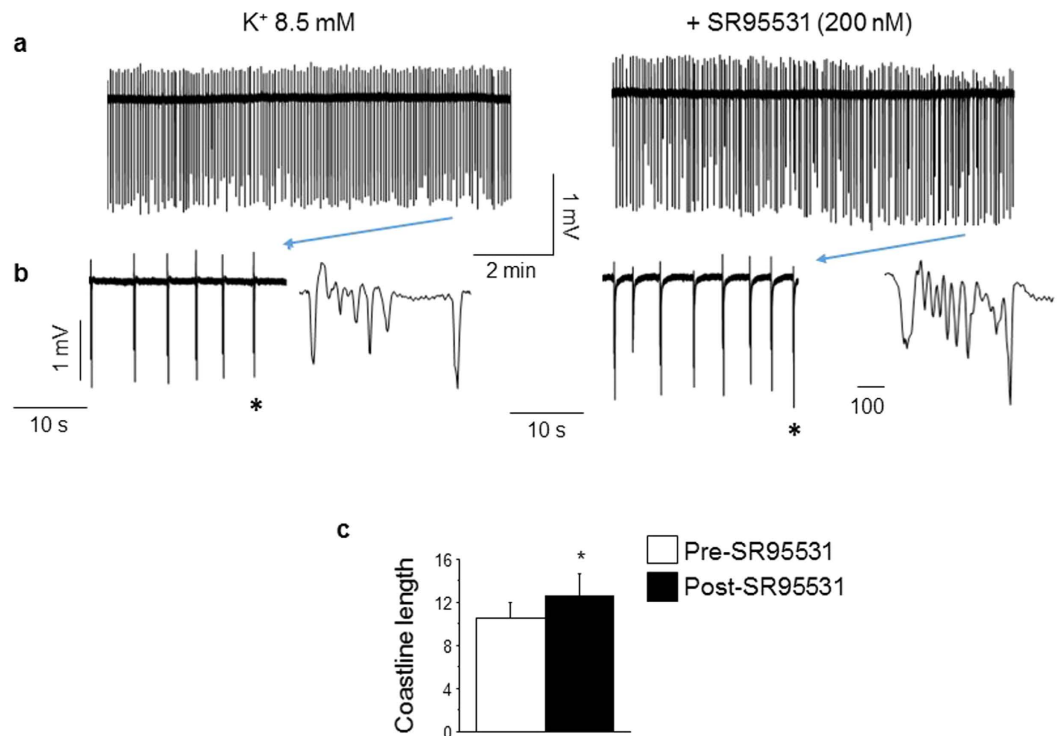 K⁺ 8.5 mM
+ SR95531 (200 nM)
a
1 mV
2 min
b
1 mV
10 s
*
10 s
*
100
c
Coastline length
16
12
8
4
0
*
Pre-SR95531
Post-SR95531